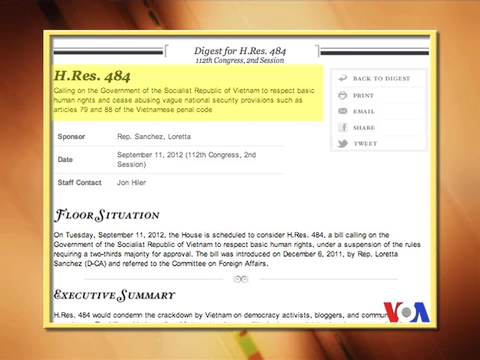 Digest for H.Res. 484
112th Congress, 2nd Session
H.Res. 484
Calling on the Government of the Socialist Republic of Vietnam to respect basic
human rights and cease abusing vague national security provisions such as
articles 79 and 88 of the Vietnamese penal code
BACK TO DIGEST
PRINT
EMAIL
SHARE
TWEET
Sponsor Rep. Sanchez, Loretta
Date September 11, 2012 (112th Congress, 2nd
Session)
Staff Contact Jon Hiler
FLOOR SITUATION
On Tuesday, September 11, 2012, the House is scheduled to consider H.Res. 484, a bill calling on the
Government of the Socialist Republic of Vietnam to respect basic human rights, under a suspension of the rules
requiring a two-thirds majority for approval. The bill was introduced on December 6, 2011, by Rep. Loretta
Sanchez (D-CA) and referred to the Committee on Foreign Affairs.
EXECUTIVE SUMMARY
H.Res. 484 would condemn the crackdown by Vietnam on democracy activists, bloggers, and
VOA